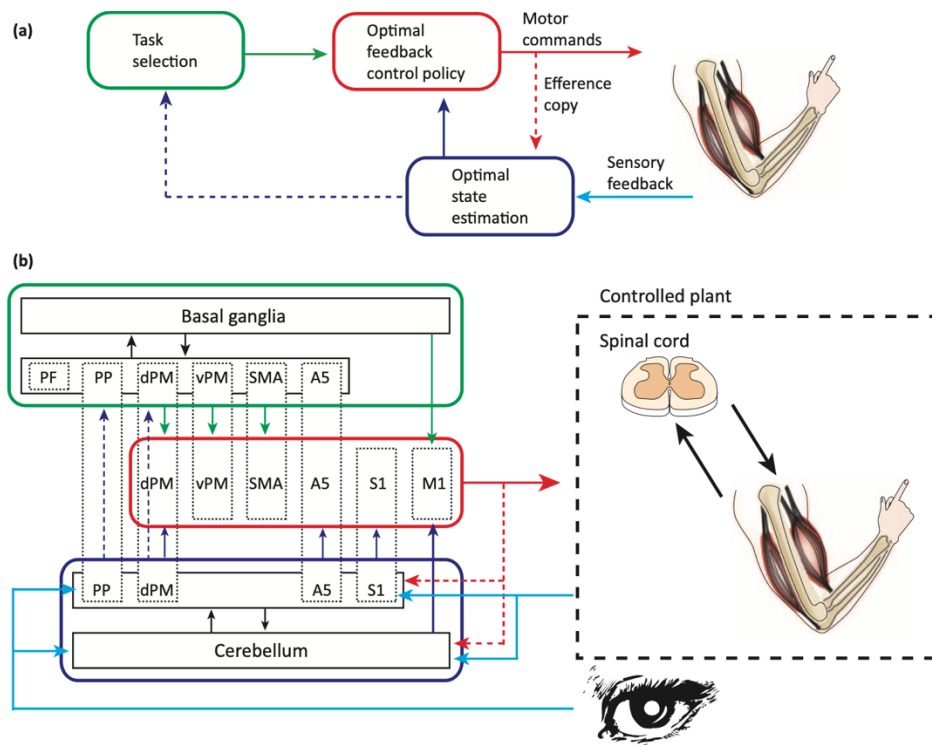 (a)
Task
selection
Optimal
feedback
control policy
Motor
commands
Efference
copy
Optimal
state
estimation
Sensory
feedback
(b)
Basal ganglia
PF PP dPM vPM SMA A5
dPM vPM SMA A5 S1 M1
PP dPM A5 S1
Cerebellum
Controlled plant
Spinal cord